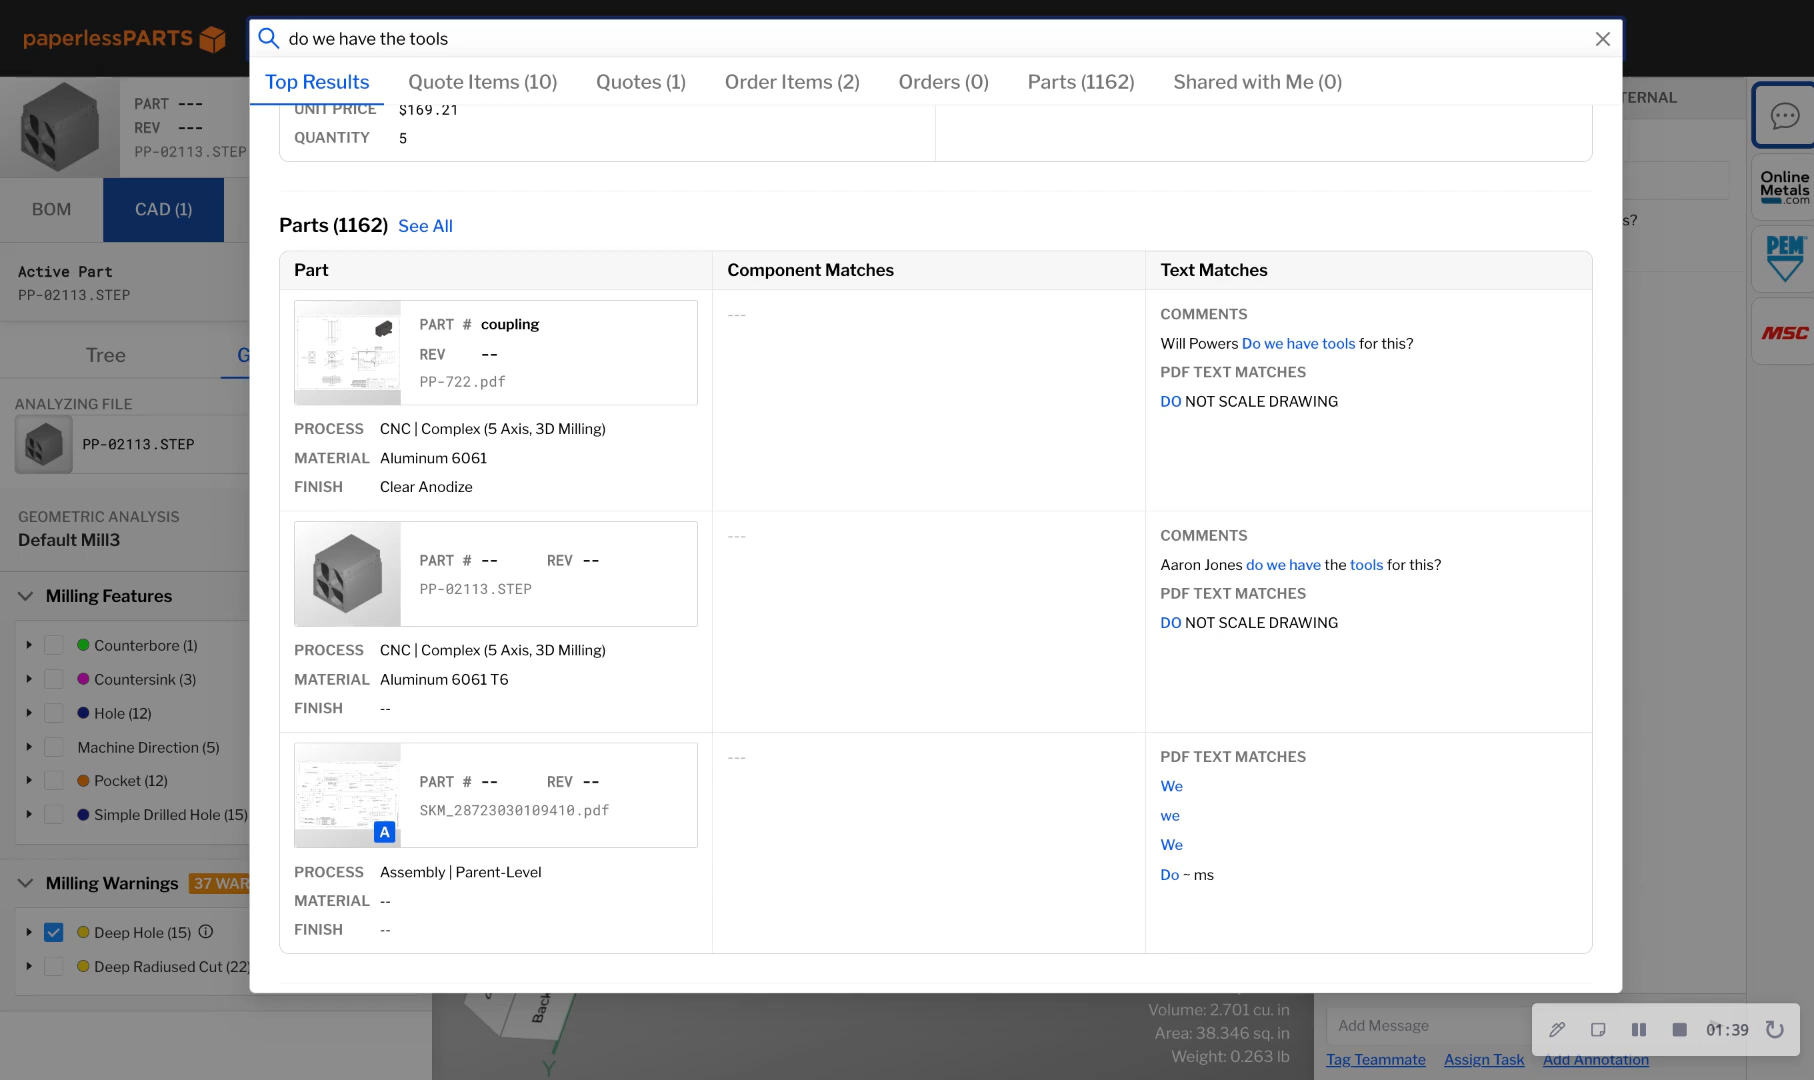 paperlessPARTS
do we have the tools
Top Results
Quote Items (10)
Quotes (1)
Order Items (2)
Orders (0)
Parts (1162)
Shared with Me (0)
PART ---
REV ---
PP-02113.STEP
BOM
CAD (1)
Active Part
PP-02113.STEP
Tree
G
ANALYZING FILE
PP-02113.STEP
GEOMETRIC ANALYSIS
Default Mill3
Milling Features
Counterbore (1)
Countersink (3)
Hole (12)
Machine Direction (5)
Pocket (12)
Simple Drilled Hole (15)
Milling Warnings 37 WAR
Deep Hole (15)
Deep Radiused Cut (22)
UNIT PRICE $169.21
QUANTITY 5
Parts (1162) See All
Part
Component Matches
Text Matches
PART # coupling
REV --
PP-722.pdf
PROCESS CNC | Complex (5 Axis, 3D Milling)
MATERIAL Aluminum 6061
FINISH Clear Anodize
---
COMMENTS
Will Powers Do we have tools for this?
PDF TEXT MATCHES
DO NOT SCALE DRAWING
PART # -- REV --
PP-02113.STEP
PROCESS CNC | Complex (5 Axis, 3D Milling)
MATERIAL Aluminum 6061 T6
FINISH --
---
COMMENTS
Aaron Jones do we have the tools for this?
PDF TEXT MATCHES
DO NOT SCALE DRAWING
A
PART # -- REV --
SKM_28723030109410.pdf
PROCESS Assembly | Parent-Level
MATERIAL --
FINISH --
---
PDF TEXT MATCHES
We
we
We
Do ~ ms
TERNAL
s?
Online
Metals
.com
PEM
MSC
Back
Y
Volume: 2.701 cu. in
Area: 38.346 sq. in
Weight: 0.263 lb
Add Message
01:39
Tag Teammate
Assign Task
Add Annotation